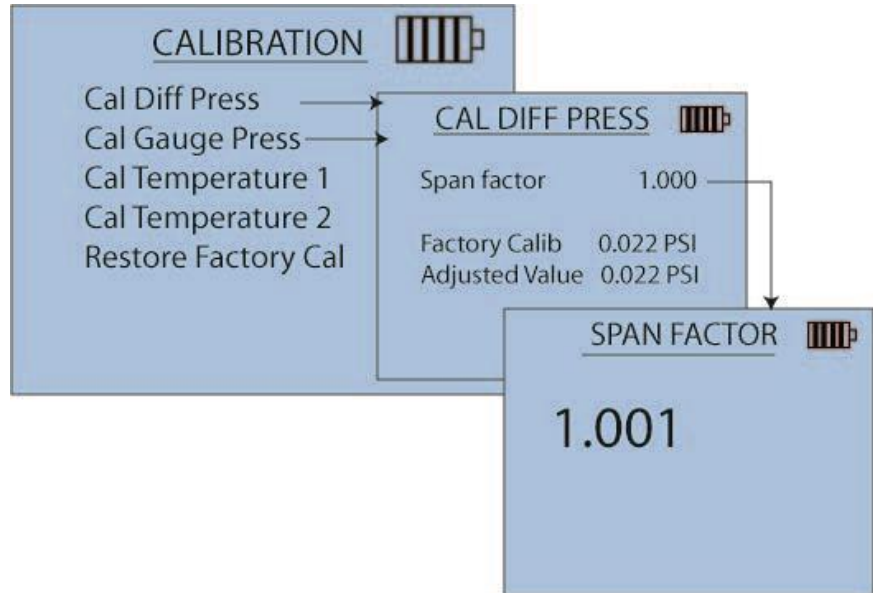 CALIBRATION
Cal Diff Press
Cal Gauge Press
Cal Temperature 1
Cal Temperature 2
Restore Factory Cal
CAL DIFF PRESS
Span factor 1.000
Factory Calib 0.022 PSI
Adjusted Value 0.022 PSI
SPAN FACTOR
1.001